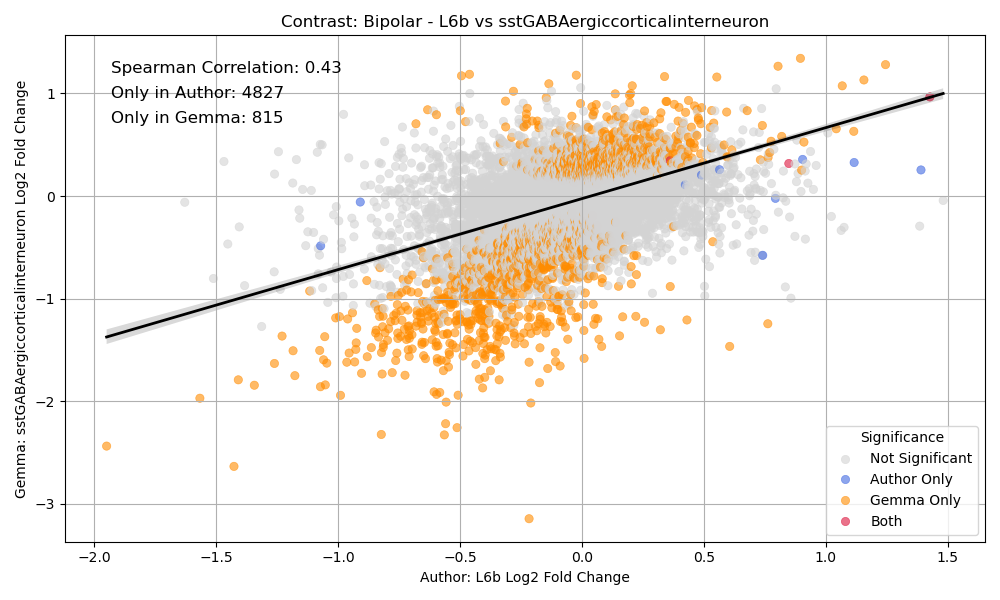 Contrast: Bipolar - L6b vs sstGABAergiccorticalinterneuron
Spearman Correlation: 0.43
Only in Author: 4827
Only in Gemma: 815
Gemma: sstGABAergiccorticalinterneuron Log2 Fold Change
1
0
−1
−2
−3
Significance
Not Significant
Author Only
Gemma Only
Both
−2.0 −1.5 −1.0 −0.5 0.0 0.5 1.0 1.5
Author: L6b Log2 Fold Change